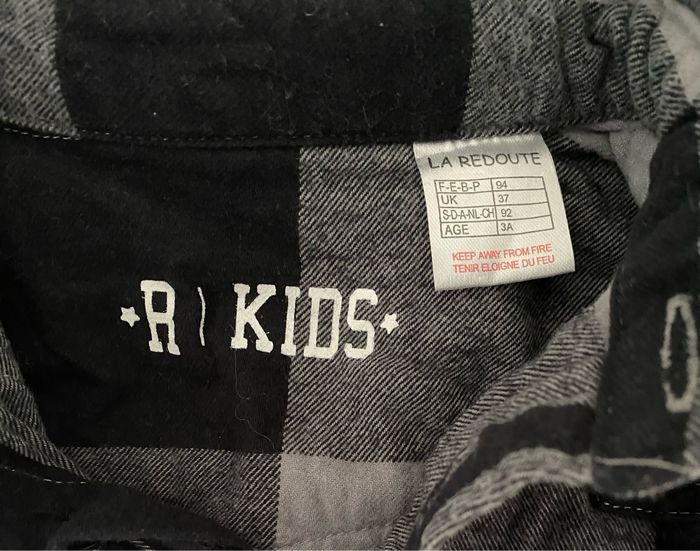 LA REDOUTE
F-E-B-P 94
UK 37
S-D-A-NL-CH 92
AGE 3A
KEEP AWAY FROM FIRE
TENIR ELOIGNE DU FEU
R | KIDS